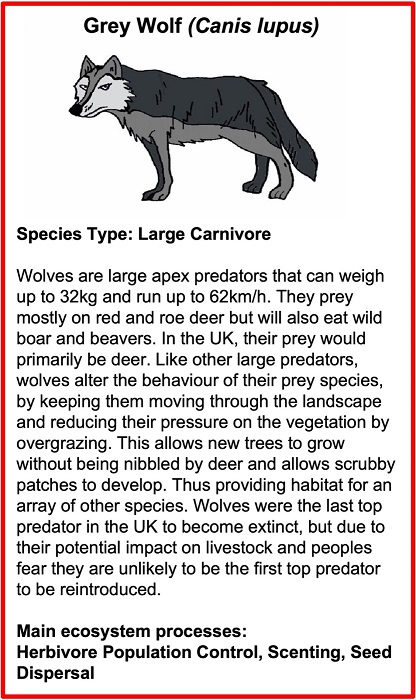 Grey Wolf (Canis lupus)
Species Type: Large Carnivore
Wolves are large apex predators that can weigh
up to 32kg and run up to 62km/h. They prey
mostly on red and roe deer but will also eat wild
boar and beavers. In the UK, their prey would
primarily be deer. Like other large predators,
wolves alter the behaviour of their prey species,
by keeping them moving through the landscape
and reducing their pressure on the vegetation by
overgrazing. This allows new trees to grow
without being nibbled by deer and allows scrubby
patches to develop. Thus providing habitat for an
array of other species. Wolves were the last top
predator in the UK to become extinct, but due to
their potential impact on livestock and peoples
fear they are unlikely to be the first top predator
to be reintroduced.
Main ecosystem processes:
Herbivore Population Control, Scenting, Seed
Dispersal